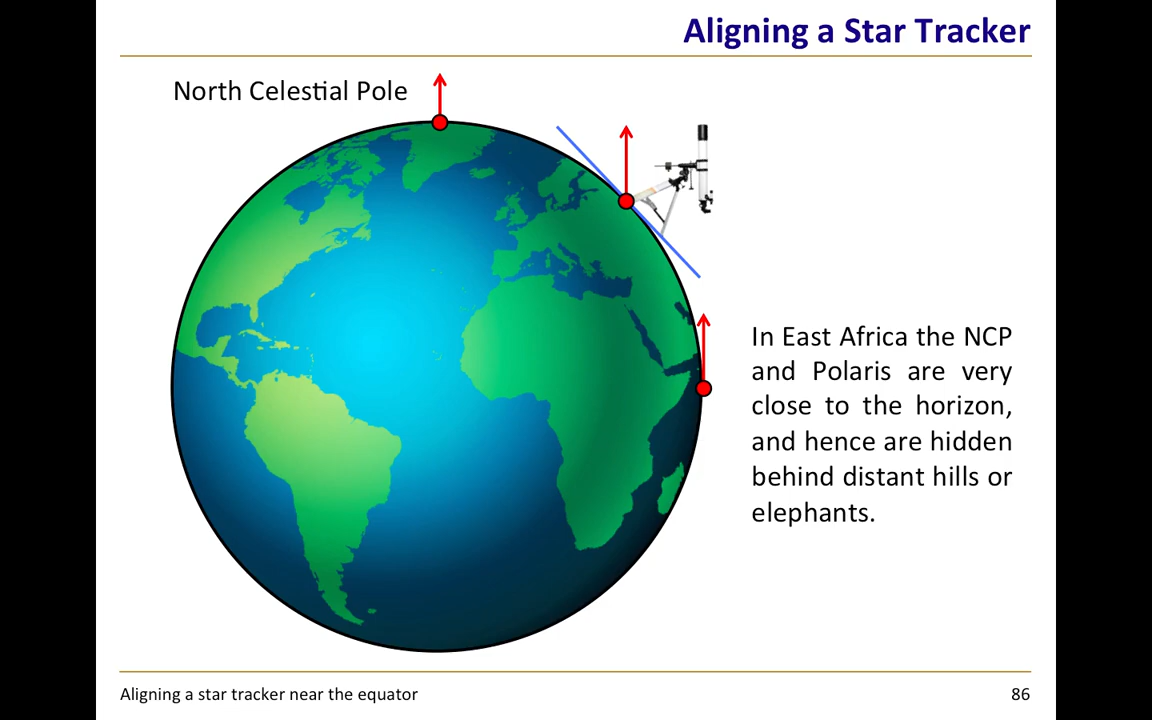 Aligning a Star Tracker
North Celestial Pole
In East Africa the NCP
and Polaris are very
close to the horizon,
and hence are hidden
behind distant hills or
elephants.
Aligning a star tracker near the equator
86